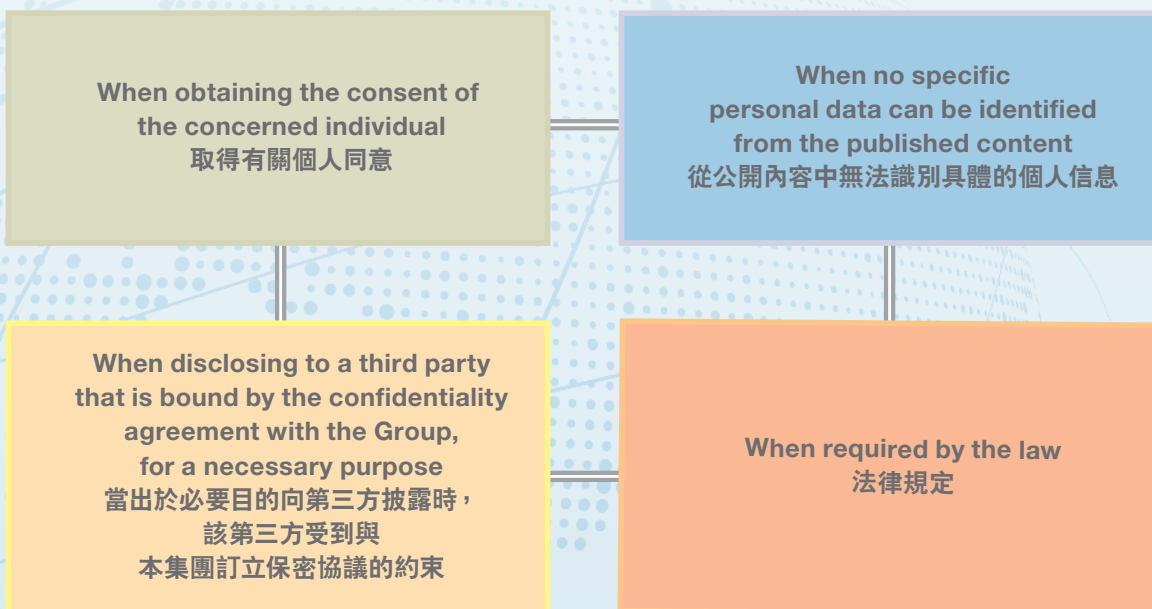 When obtaining the consent of
the concerned individual
取得有關個人同意
When no specific
personal data can be identified
from the published content
從公開內容中無法識別具體的個人信息
When disclosing to a third party
that is bound by the confidentiality
agreement with the Group,
for a necessary purpose
當出於必要目的向第三方披露時，
該第三方受到與
本集團訂立保密協議的約束
When required by the law
法律規定